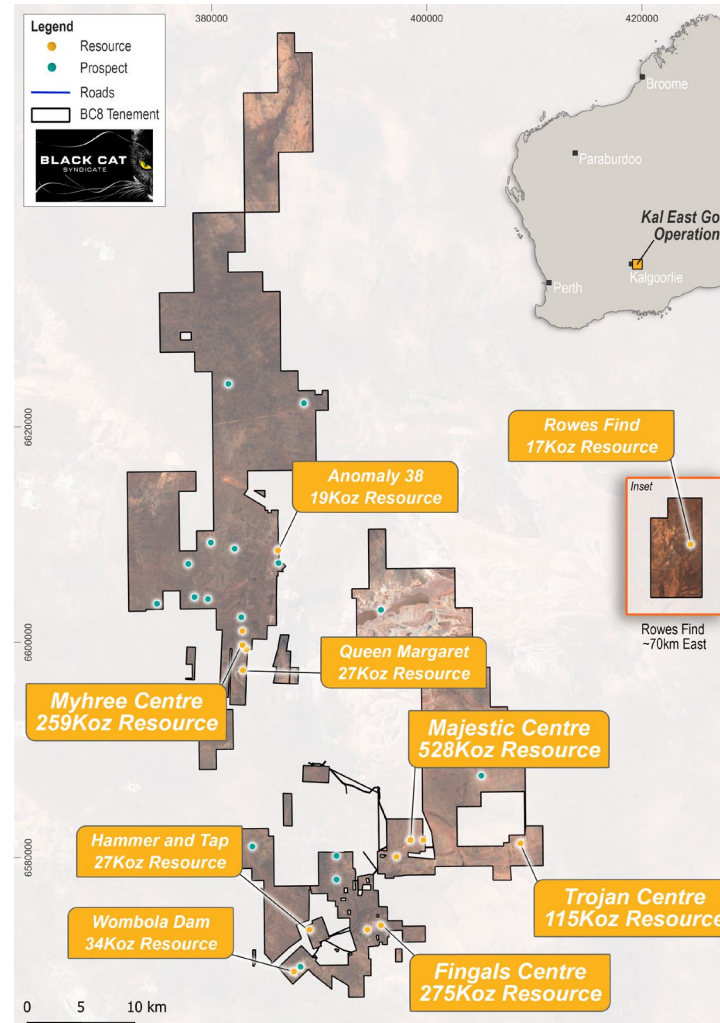 380000
400000
420000
Legend
Resource
Prospect
Roads
BC8 Tenement
BLACK CAT
SYNDICATE
Broome
Paraburdoo
Kal East Go
Operation
Kalgoorlie
Perth
6620000
Rowes Find
17Koz Resource
Anomaly 38
19Koz Resource
Inset
Rowes Find
~70km East
6600000
Queen Margaret
27Koz Resource
Myhree Centre
259Koz Resource
Majestic Centre
528Koz Resource
6580000
Hammer and Tap
27Koz Resource
Trojan Centre
115Koz Resource
Wombola Dam
34Koz Resource
Fingals Centre
275Koz Resource
0 5 10 km